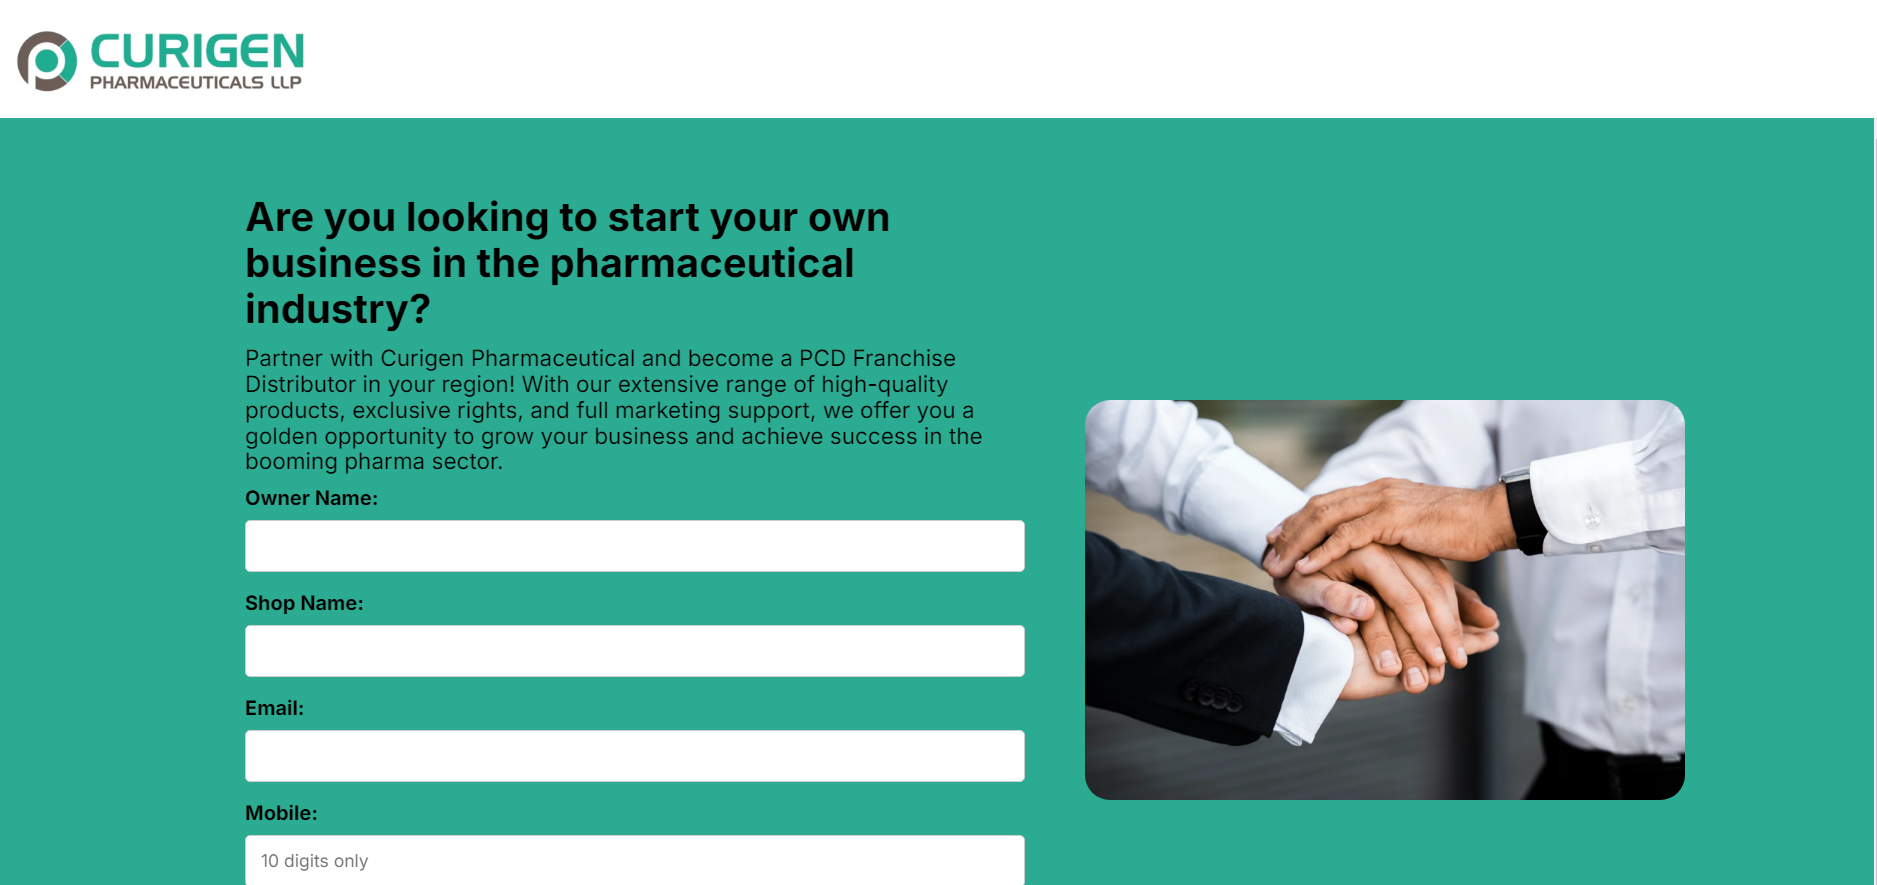 CURIGEN
PHARMACEUTICALS LLP
Are you looking to start your own
business in the pharmaceutical
industry?
Partner with Curigen Pharmaceutical and become a PCD Franchise
Distributor in your region! With our extensive range of high-quality
products, exclusive rights, and full marketing support, we offer you a
golden opportunity to grow your business and achieve success in the
booming pharma sector.
Owner Name:
Shop Name:
Email:
Mobile:
10 digits only